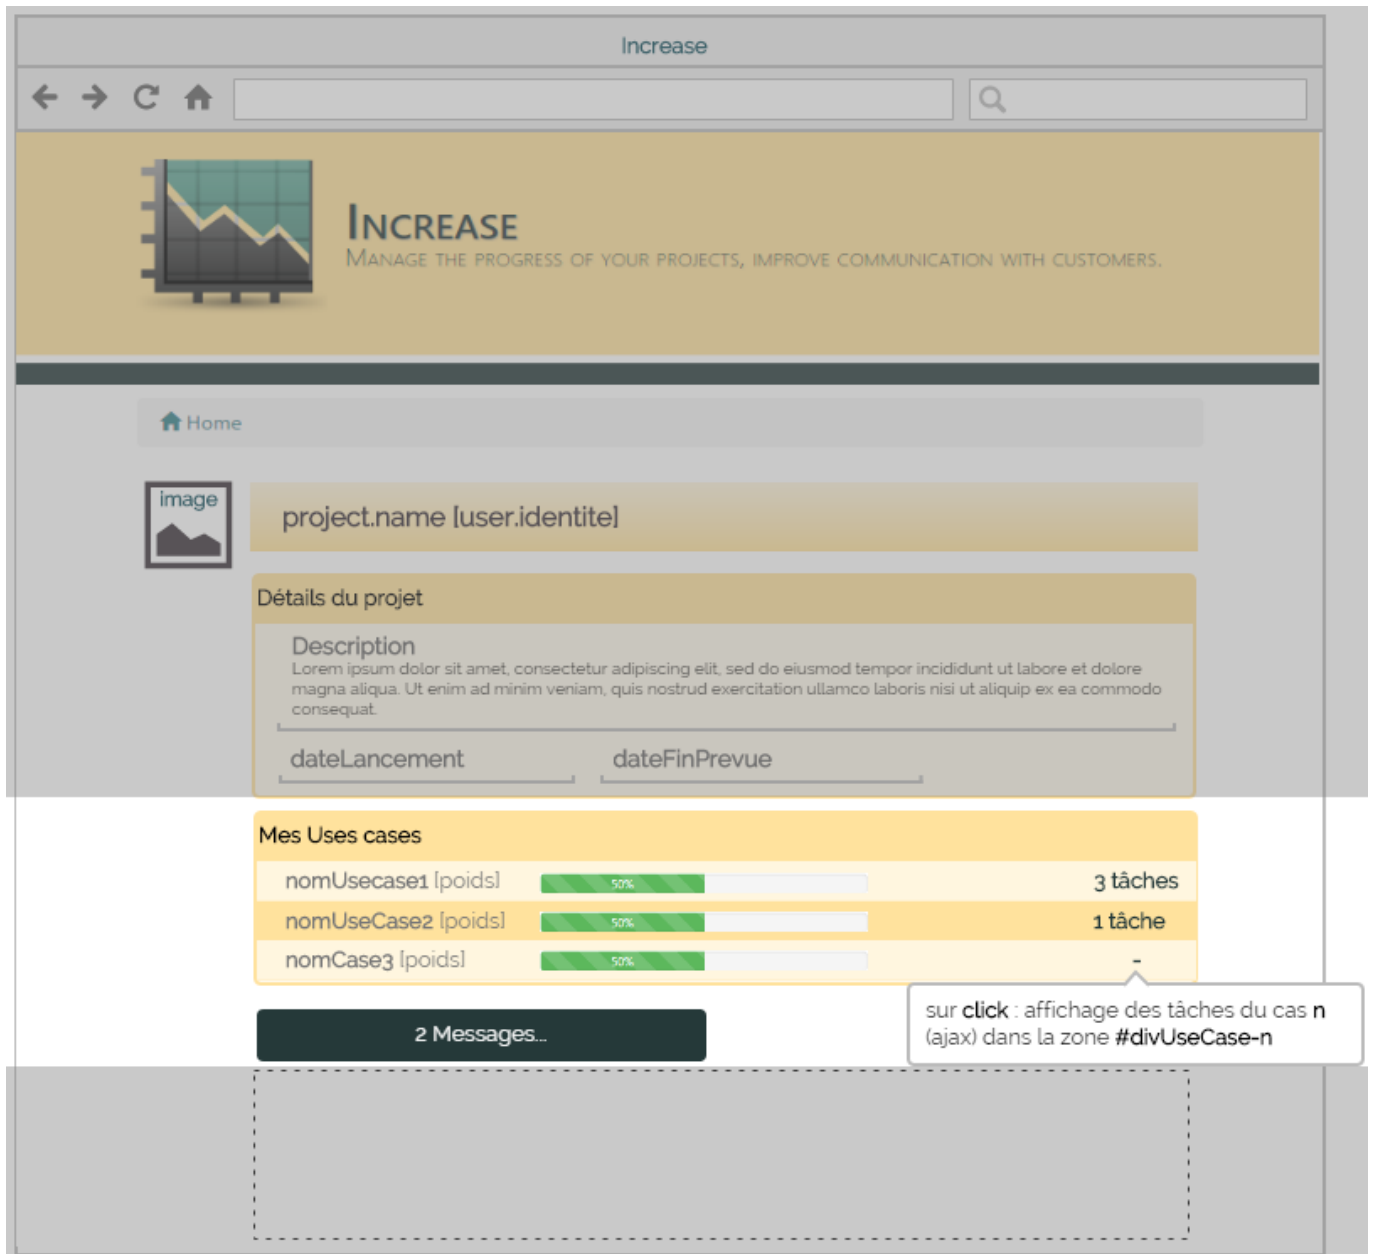 Increase
INCREASE
MANAGE THE PROGRESS OF YOUR PROJECTS, IMPROVE COMMUNICATION WITH CUSTOMERS.
Home
image
project.name [user.identite]
Détails du projet
Description
Lorem ipsum dolor sit amet, consectetur adipiscing elit, sed do eiusmod tempor incididunt ut labore et dolore
magna aliqua. Ut enim ad minim veniam, quis nostrud exercitation ullamco laboris nisi ut aliquip ex ea commodo
consequat.
dateLancement dateFinPrevue
Mes Uses cases
nomUsecase1 [poids] 50% 3 tâches
nomUseCase2 [poids] 50% 1 tâche
nomCase3 [poids] 50% -
sur click : affichage des tâches du cas n
(ajax) dans la zone #divUseCase-n
2 Messages...